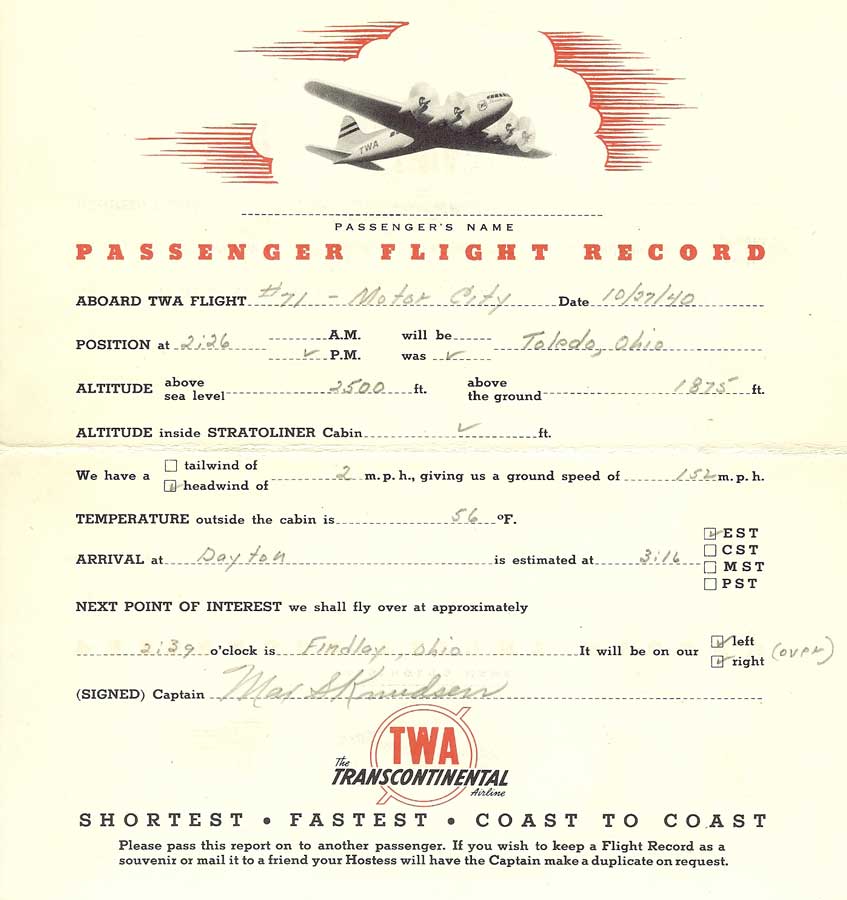 TWA
TWA
PASSENGER'S NAME
PASSENGER FLIGHT RECORD
ABOARD TWA FLIGHT #71 - Motor City Date 10/27/40
POSITION at 2:26 A.M. will be Toledo, Ohio
✓ P.M. was ✓
ALTITUDE above sea level 2500 ft. above the ground 1875 ft.
ALTITUDE inside STRATOLINER Cabin ✓ ft.
We have a ☐ tailwind of
☑ headwind of 2 m.p.h., giving us a ground speed of 152 m.p.h.
TEMPERATURE outside the cabin is 56 °F.
☑ EST
ARRIVAL at Dayton is estimated at 3:16 ☐ CST
☐ MST
☐ PST
NEXT POINT OF INTEREST we shall fly over at approximately
2:39 o'clock is Findlay, Ohio It will be on our ☑ left
☑ right (over)
(SIGNED) Captain Max S Knudsen
TWA
The
TRANSCONTINENTAL
Airline
SHORTEST • FASTEST • COAST TO COAST
Please pass this report on to another passenger. If you wish to keep a Flight Record as a
souvenir or mail it to a friend your Hostess will have the Captain make a duplicate on request.